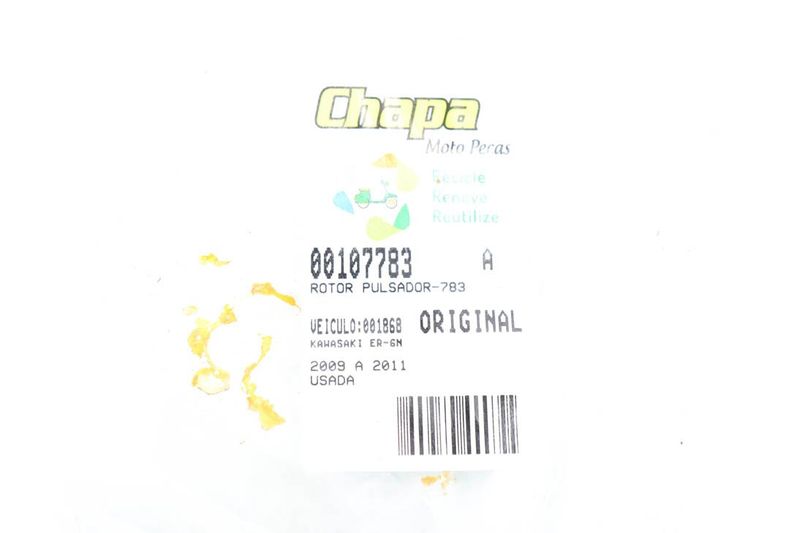 Chapa
Moto Peças
Recicle
Renove
Reutilize
00107783 A
ROTOR PULSADOR-783
VEICULO:001868 ORIGINAL
KAWASAKI ER-6N
2009 A 2011
USADA